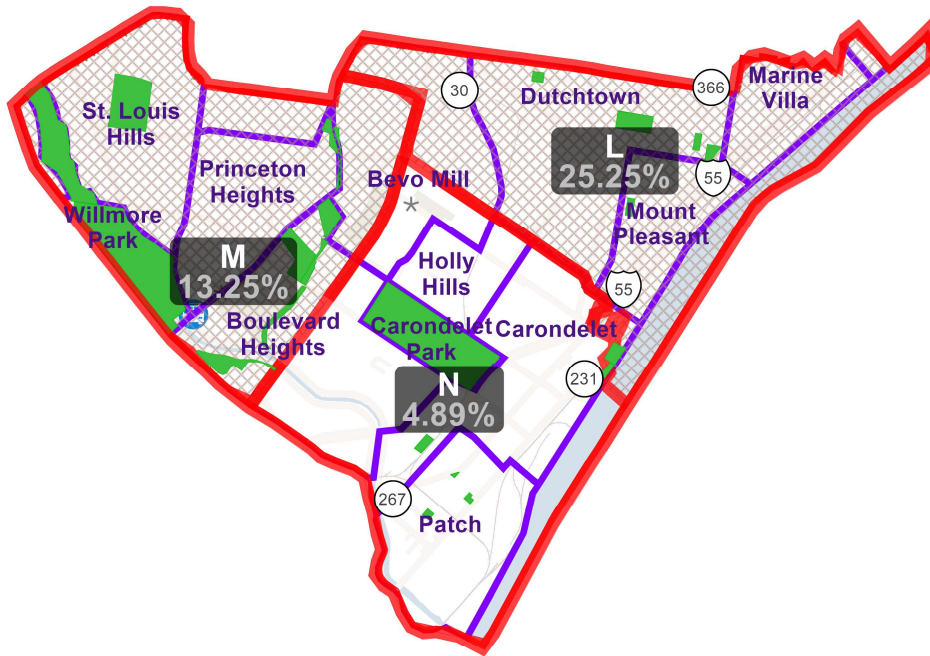 Marine
Villa
30
366
Dutchtown
St. Louis
Hills
L
25.25%
Princeton
Heights
Bevo Mill
55
Willmore
Park
Mount
Pleasant
M
13.25%
Holly
Hills
55
Boulevard
Heights
Carondelet
Park
Carondelet
N
4.89%
231
267
Patch